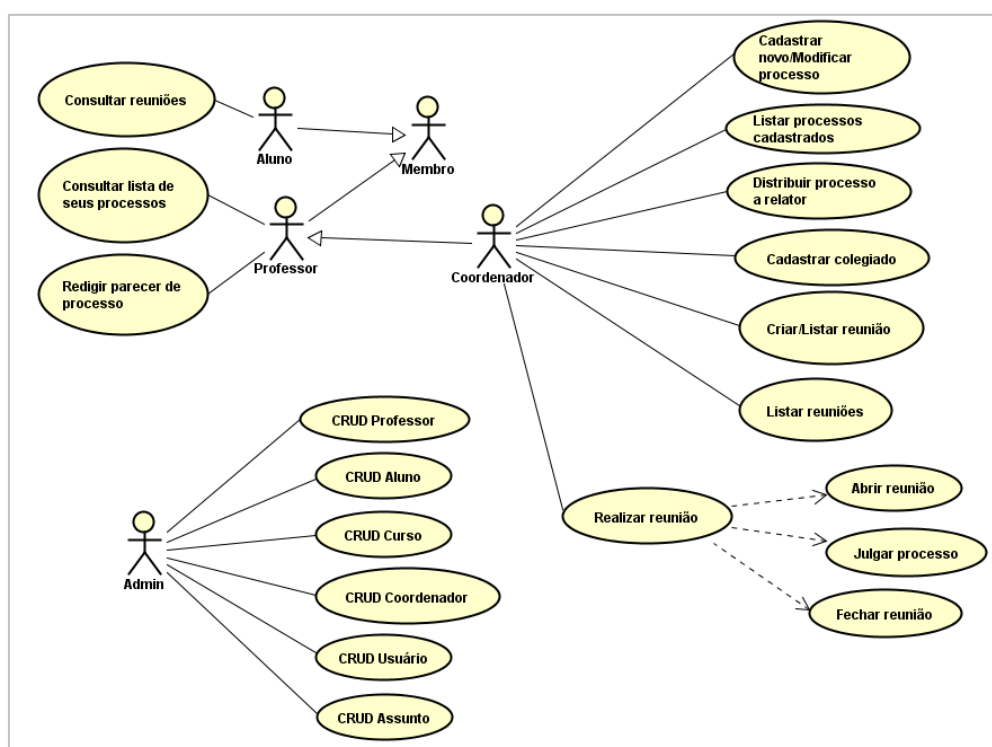 Consultar reuniões
Aluno
Membro
Consultar lista de
seus processos
Professor
Redigir parecer de
processo
Coordenador
Cadastrar
novo/Modificar
processo
Listar processos
cadastrados
Distribuir processo
a relator
Cadastrar colegiado
Criar/Listar reunião
Listar reuniões
Realizar reunião
Abrir reunião
Julgar processo
Fechar reunião
Admin
CRUD Professor
CRUD Aluno
CRUD Curso
CRUD Coordenador
CRUD Usuário
CRUD Assunto